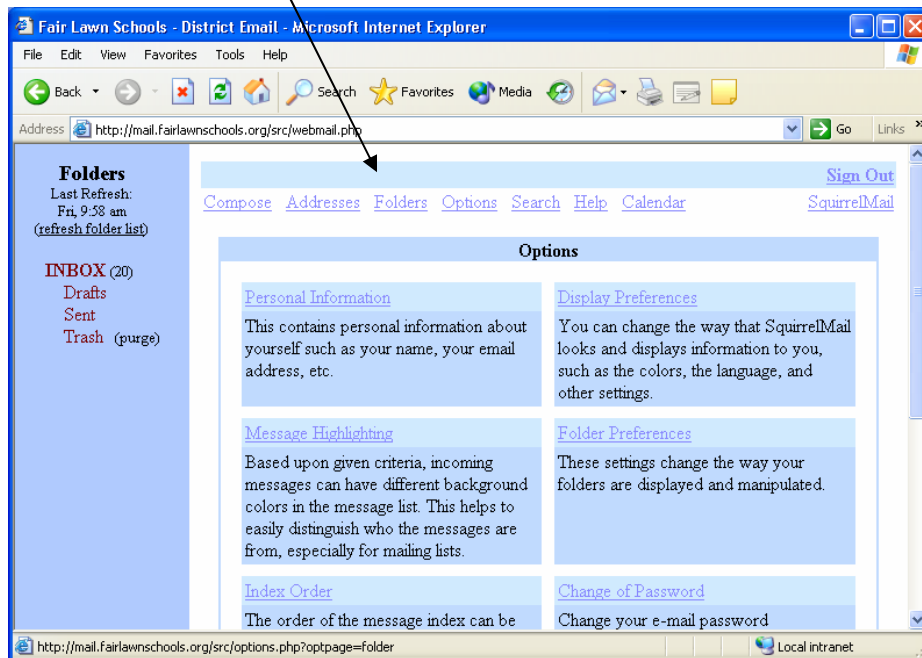 Fair Lawn Schools - District Email - Microsoft Internet Explorer
File Edit View Favorites Tools Help
Back Search Favorites Media
Address http://mail.fairlawnschools.org/src/webmail.php Go Links »
Folders
Last Refresh:
Fri, 9:58 am
(refresh folder list)
INBOX (20)
Drafts
Sent
Trash (purge)
Sign Out
Compose Addresses Folders Options Search Help Calendar SquirrelMail
Options
Personal Information
This contains personal information about
yourself such as your name, your email
address, etc.
Display Preferences
You can change the way that SquirrelMail
looks and displays information to you,
such as the colors, the language, and
other settings.
Message Highlighting
Based upon given criteria, incoming
messages can have different background
colors in the message list. This helps to
easily distinguish who the messages are
from, especially for mailing lists.
Folder Preferences
These settings change the way your
folders are displayed and manipulated.
Index Order
The order of the message index can be
Change of Password
Change your e-mail password
http://mail.fairlawnschools.org/src/options.php?optpage=folder Local intranet